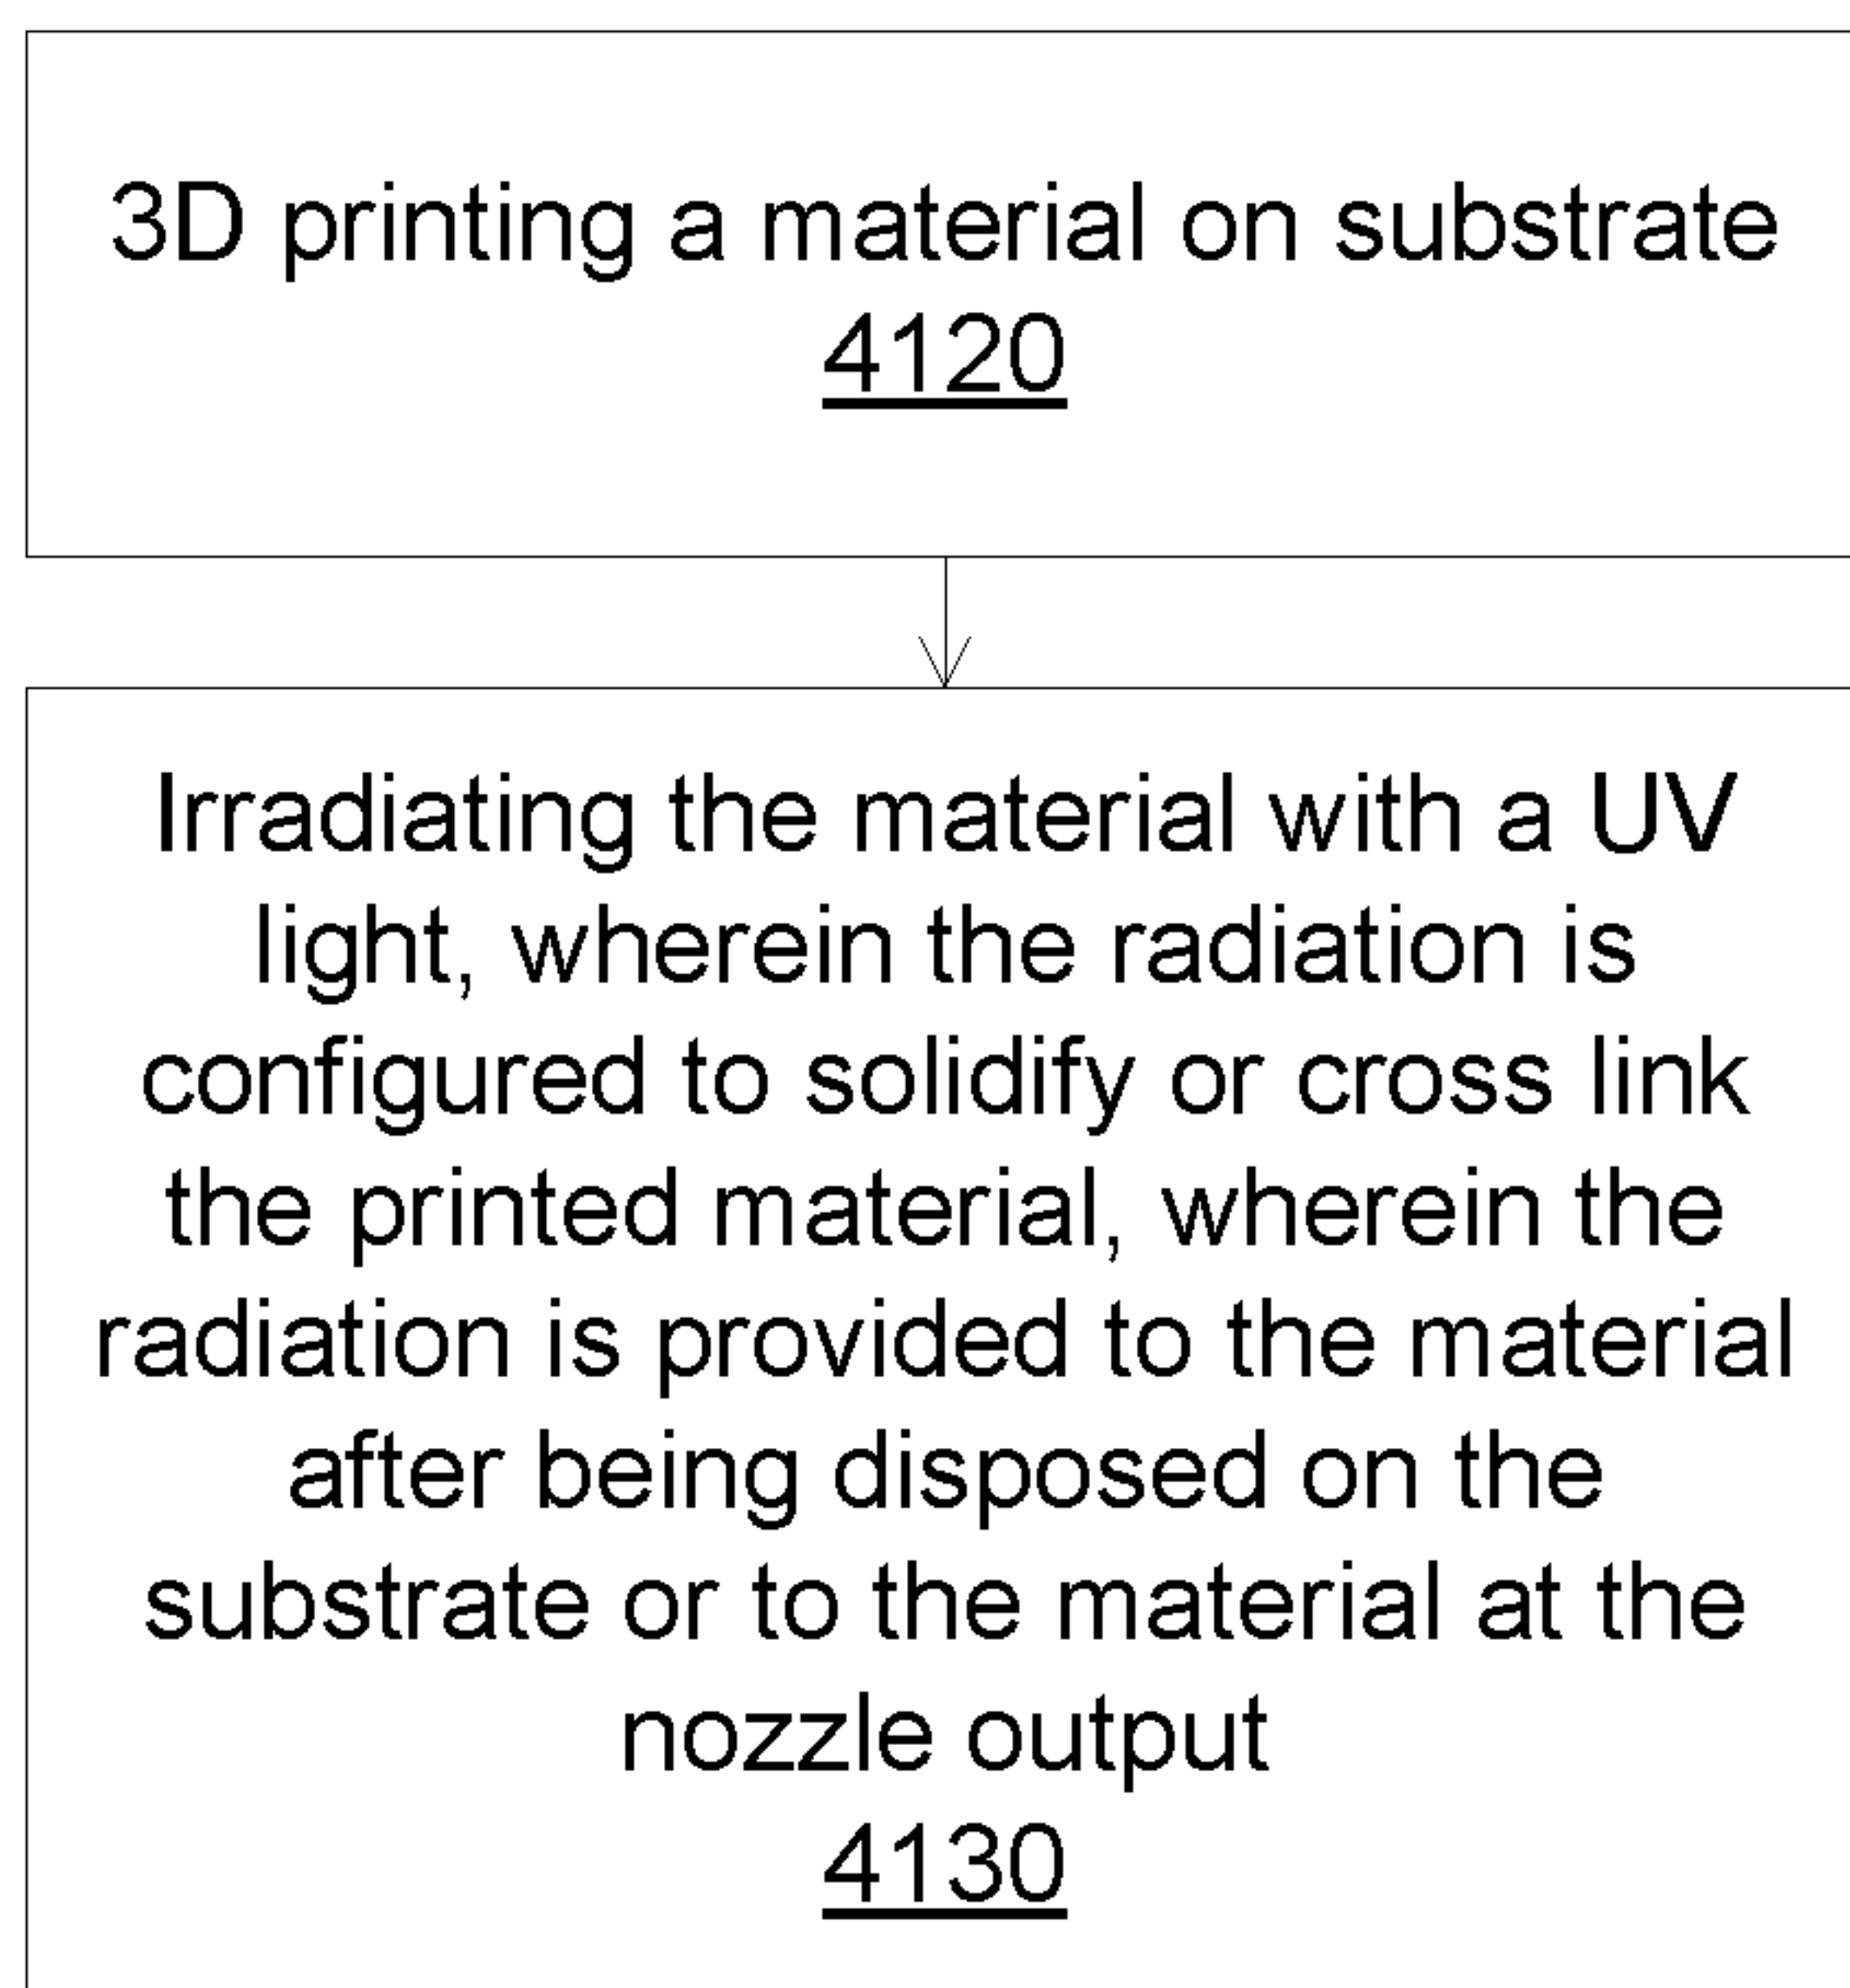 3D printing a material on substrate
4120
Irradiating the material with a UV
light, wherein the radiation is
configured to solidify or cross link
the printed material, wherein the
radiation is provided to the material
after being disposed on the
substrate or to the material at the
nozzle output
4130